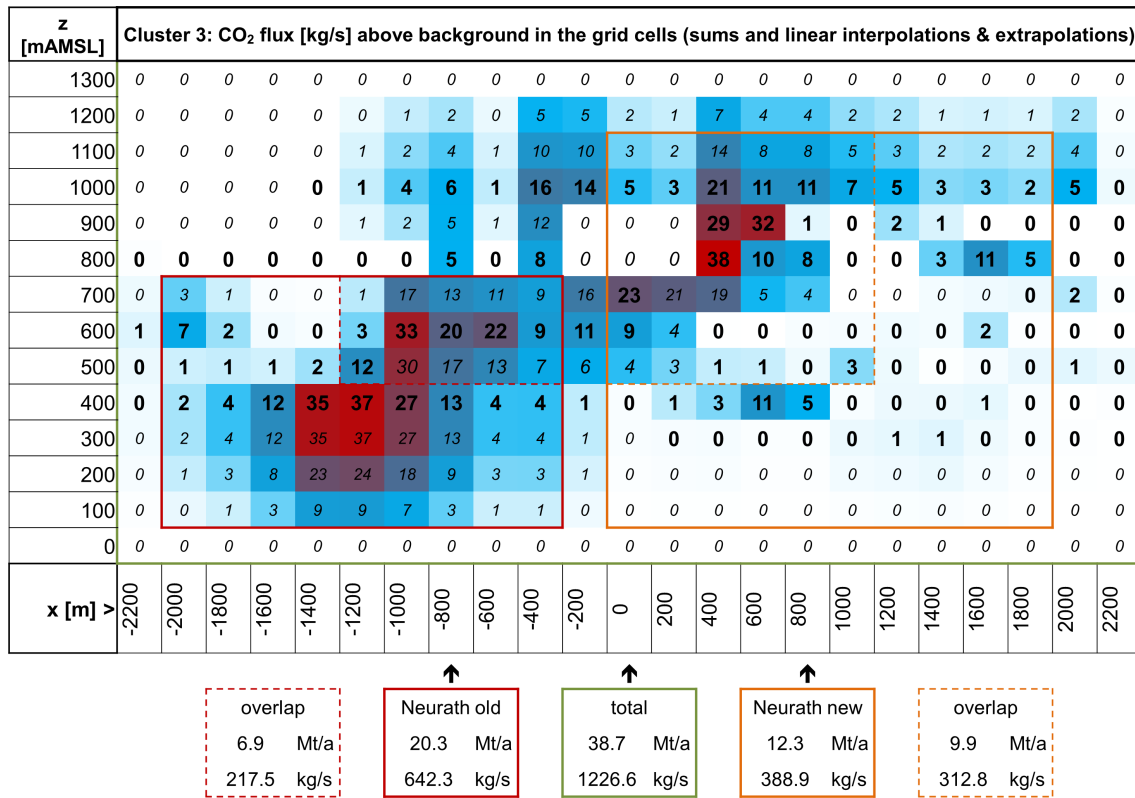 z [mAMSL] Cluster 3: CO₂ flux [kg/s] above background in the grid cells (sums and linear interpolations & extrapolations)
1300 0 0 0 0 0 0 0 0 0 0 0 0 0 0 0 0 0 0 0 0 0 0 0
1200 0 0 0 0 0 0 1 2 0 5 5 2 1 7 4 4 2 2 1 1 1 2 0
1100 0 0 0 0 0 1 2 4 1 10 10 3 2 14 8 8 5 3 2 2 2 4 0
1000 0 0 0 0 0 1 4 6 1 16 14 5 3 21 11 11 7 5 3 3 2 5 0
900 0 0 0 0 0 1 2 5 1 12 0 0 0 29 32 1 0 2 1 0 0 0 0
800 0 0 0 0 0 0 0 5 0 8 0 0 0 38 10 8 0 0 3 11 5 0 0
700 0 3 1 0 0 1 17 13 11 9 16 23 21 19 5 4 0 0 0 0 0 2 0
600 1 7 2 0 0 3 33 20 22 9 11 9 4 0 0 0 0 0 0 2 0 0 0
500 0 1 1 1 2 12 30 17 13 7 6 4 3 1 1 0 3 0 0 0 0 1 0
400 0 2 4 12 35 37 27 13 4 4 1 0 1 3 11 5 0 0 0 1 0 0 0
300 0 2 4 12 35 37 27 13 4 4 1 0 0 0 0 0 0 1 1 0 0 0 0
200 0 1 3 8 23 24 18 9 3 3 1 0 0 0 0 0 0 0 0 0 0 0 0
100 0 0 1 3 9 9 7 3 1 1 0 0 0 0 0 0 0 0 0 0 0 0 0
0 0 0 0 0 0 0 0 0 0 0 0 0 0 0 0 0 0 0 0 0 0 0 0
x [m] > -2200 -2000 -1800 -1600 -1400 -1200 -1000 -800 -600 -400 -200 0 200 400 600 800 1000 1200 1400 1600 1800 2000 2200
overlap Neurath old total Neurath new overlap
6.9 Mt/a 20.3 Mt/a 38.7 Mt/a 12.3 Mt/a 9.9 Mt/a
217.5 kg/s 642.3 kg/s 1226.6 kg/s 388.9 kg/s 312.8 kg/s